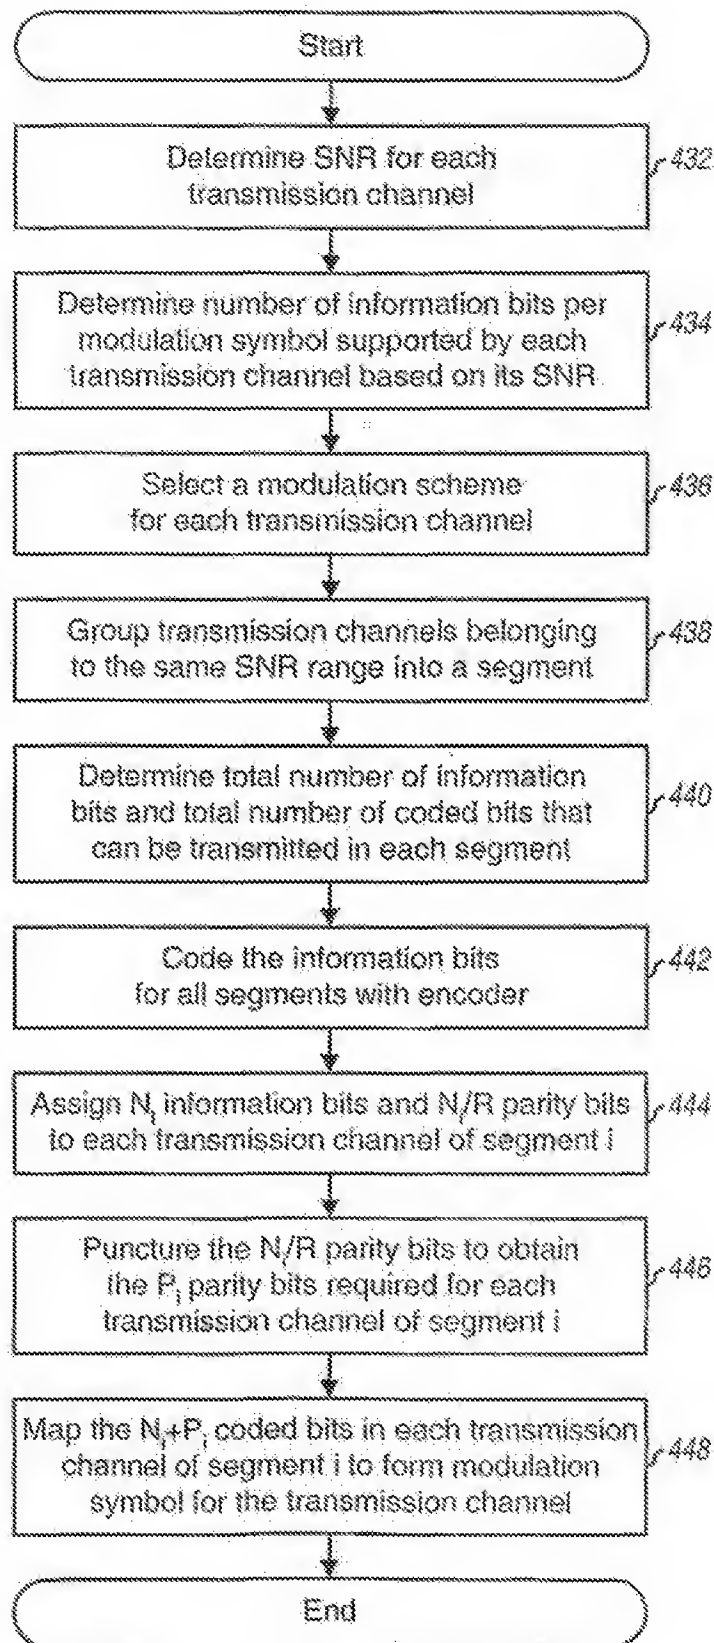 Start
Determine SNR for each
transmission channel
432
Determine number of information bits per
modulation symbol supported by each
transmission channel based on its SNR
434
Select a modulation scheme
for each transmission channel
436
Group transmission channels belonging
to the same SNR range into a segment
438
Determine total number of information
bits and total number of coded bits that
can be transmitted in each segment
440
Code the information bits
for all segments with encoder
442
Assign Nᵢ information bits and Nᵢ/R parity bits
to each transmission channel of segment i
444
Puncture the Nᵢ/R parity bits to obtain
the Pᵢ parity bits required for each
transmission channel of segment i
446
Map the Nᵢ+Pᵢ coded bits in each transmission
channel of segment i to form modulation
symbol for the transmission channel
448
End